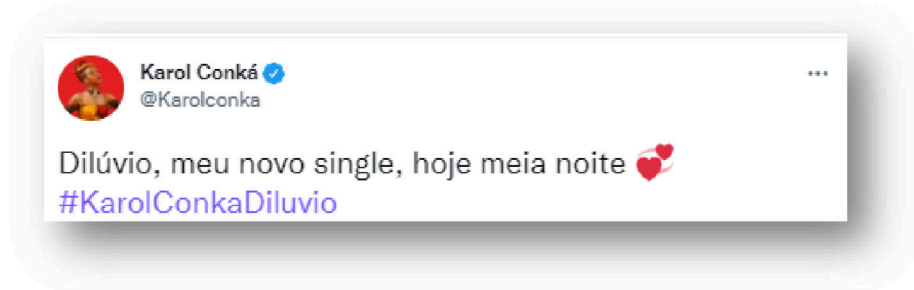 Karol Conká
@Karolconka
Dilúvio, meu novo single, hoje meia noite 💞
#KarolConkaDiluvio